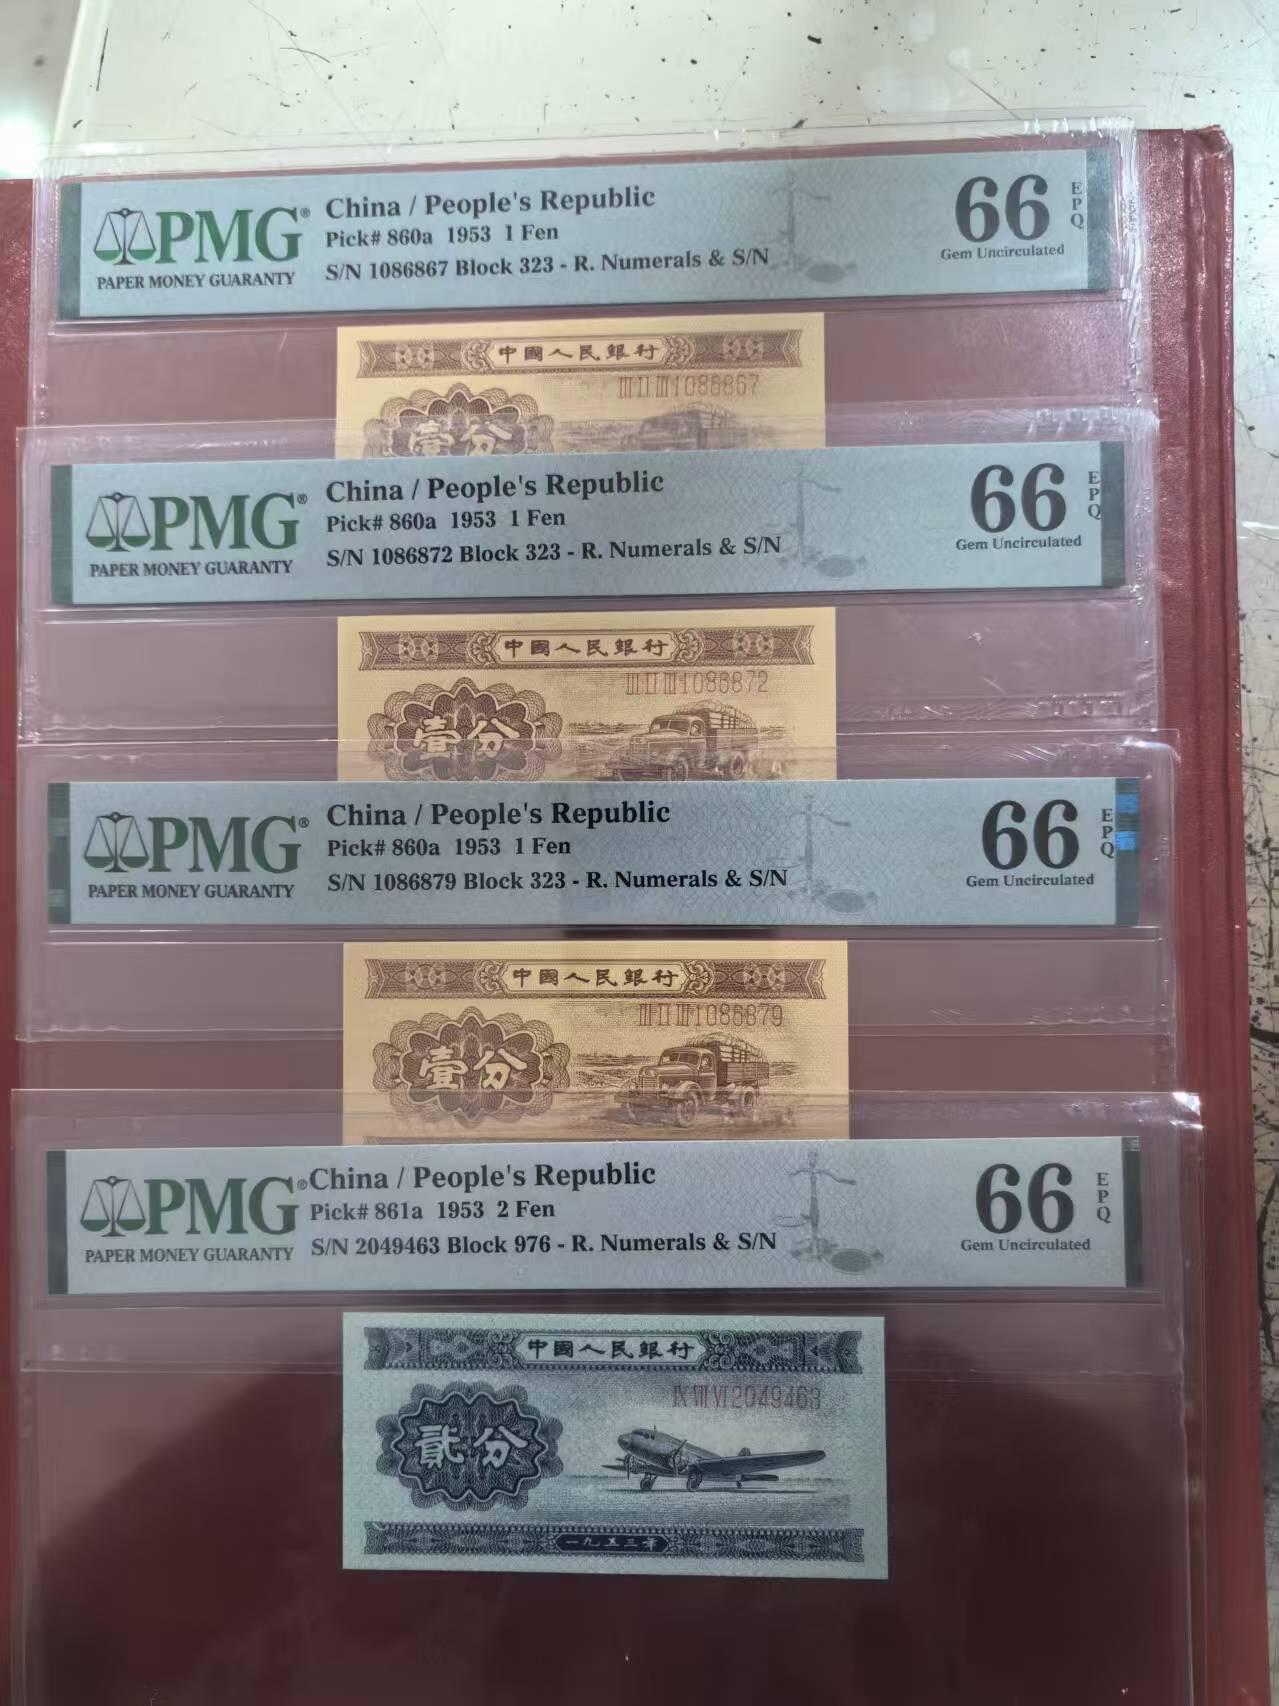 PMG®
PAPER MONEY GUARANTY
China / People's Republic
Pick# 860a 1953 1 Fen
S/N 1086867 Block 323 - R. Numerals & S/N
66
EPQ
Gem Uncirculated
中國人民銀行
III II III 1086867
壹分
PMG®
PAPER MONEY GUARANTY
China / People's Republic
Pick# 860a 1953 1 Fen
S/N 1086872 Block 323 - R. Numerals & S/N
66
EPQ
Gem Uncirculated
中國人民銀行
III II III 1086872
壹分
PMG®
PAPER MONEY GUARANTY
China / People's Republic
Pick# 860a 1953 1 Fen
S/N 1086879 Block 323 - R. Numerals & S/N
66
EPQ
Gem Uncirculated
中國人民銀行
III II III 1086879
壹分
PMG®
PAPER MONEY GUARANTY
China / People's Republic
Pick# 861a 1953 2 Fen
S/N 2049463 Block 976 - R. Numerals & S/N
66
EPQ
Gem Uncirculated
中國人民銀行
IX VII VI 2049463
貳分
一九五三年